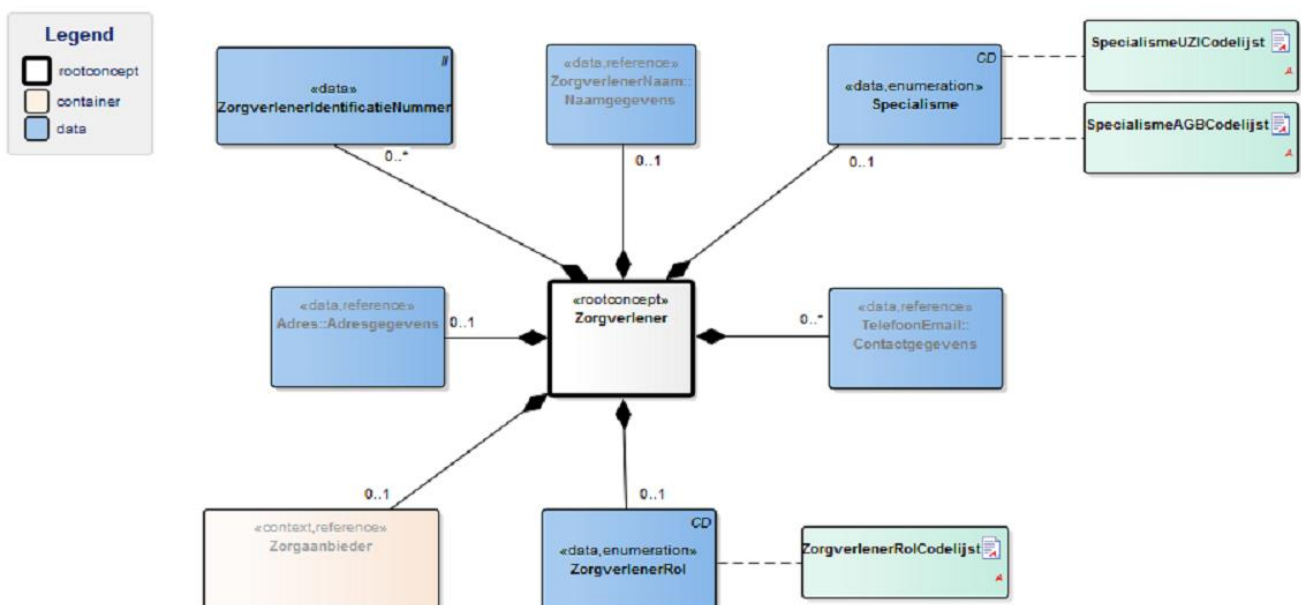 Legend
rootconcept
container
data
II
«data»
ZorgverlenerIdentificatieNummer
0..*
«data,reference»
ZorgverlenerNaam::
Naamgegevens
0..1
CD
«data,enumeration»
Specialisme
0..1
SpecialismeUZICodelijst
A
SpecialismeAGBCodelijst
A
«data,reference»
Adres::Adresgegevens
0..1
«rootconcept»
Zorgverlener
0..*
«data,reference»
TelefoonEmail::
Contactgegevens
0..1
«context,reference»
Zorgaanbieder
0..1
CD
«data,enumeration»
ZorgverlenerRol
ZorgverlenerRolCodelijst
A